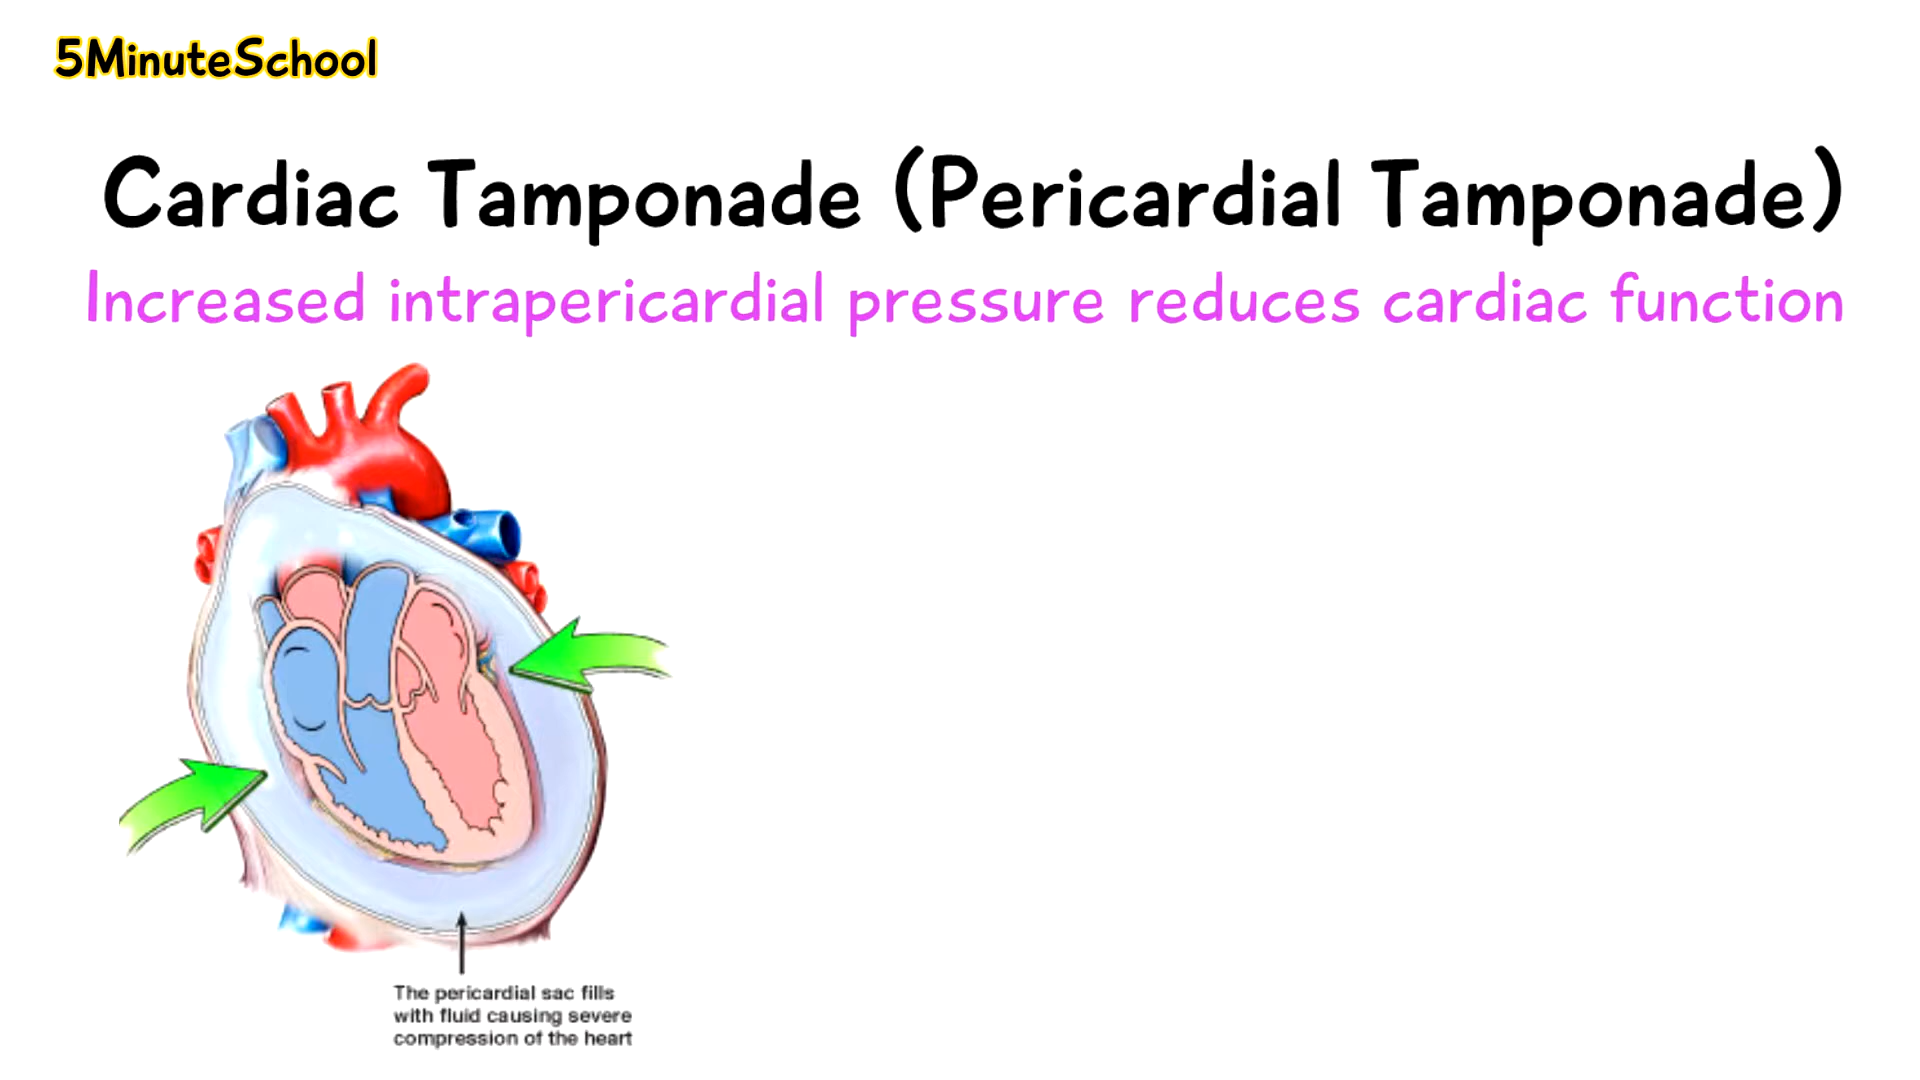 5MinuteSchool
Cardiac Tamponade (Pericardial Tamponade)
Increased intrapericardial pressure reduces cardiac function
The pericardial sac fills
with fluid causing severe
compression of the heart